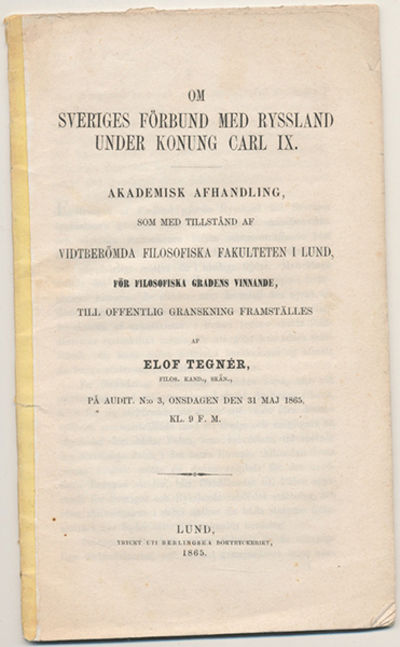 OM
SVERIGES FÖRBUND MED RYSSLAND
UNDER KONUNG CARL IX.
AKADEMISK AFHANDLING,
SOM MED TILLSTÅND AF
VIDTBERÖMDA FILOSOFISKA FAKULTETEN I LUND,
FÖR FILOSOFISKA GRADENS VINNANDE,
TILL OFFENTLIG GRANSKNING FRAMSTÄLLES
AF
ELOF TEGNÉR,
FILOS. KAND., SKÅN.,
PÅ AUDIT. N:o 3, ONSDAGEN DEN 31 MAJ 1865,
KL. 9 F. M.
LUND,
TRYCKT UTI BERLINGSKA BOKTRYCKERIET,
1865.